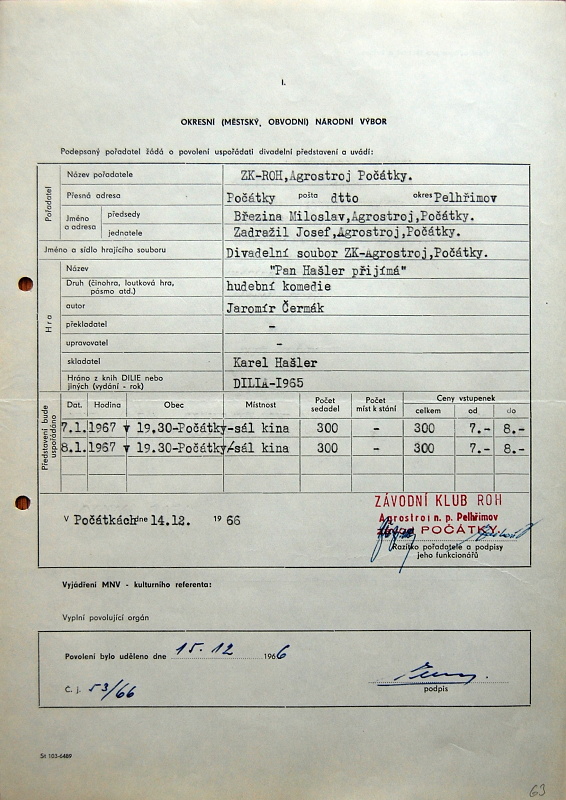 I.
OKRESNÍ (MĚSTSKÝ, OBVODNÍ) NÁRODNÍ VÝBOR
Podepsaný pořadatel žádá o povolení uspořádati divadelní představení a uvádí:
Pořadatel
Název pořadatele ZK-ROH,Agrostroj Počátky.
Přesná adresa Počátky pošta dtto okres Pelhřimov
Jméno a adresa
předsedy Březina Miloslav,Agrostroj,Počátky.
jednatele Zadražil Josef,Agrostroj,Počátky.
Jméno a sídlo hrajícího souboru Divadelní soubor ZK-Agrostroj,Počátky.
Hra
Název "Pan Hašler přijímá"
Druh (činohra, loutková hra, pásmo atd.) hudební komedie
autor Jaromír Čermák
překladatel -
upravovatel -
skladatel Karel Hašler
Hráno z knih DILIE nebo jiných (vydání - rok) DILIA-I965
Představení bude uspořádáno
Dat. Hodina Obec Místnost Počet sedadel Počet míst k stání Ceny vstupenek
celkem od do
7.1.1967 v 19.30-Počátky-sál kina 300 - 300 7.- 8.-
8.1.1967 v 19.30-Počátky-sál kina 300 - 300 7.- 8.-
ZÁVODNÍ KLUB ROH
Agrostroj n. p. Pelhřimov
závod POČÁTKY
V Počátkách dne 14.12. 1966
Razítko pořadatele a podpisy
jeho funkcionářů
Vyjádření MNV - kulturního referenta:
Vyplní povolující orgán
Povolení bylo uděleno dne 15.12 1966
Č. j. 53/66
podpis
Št 103-6489
63